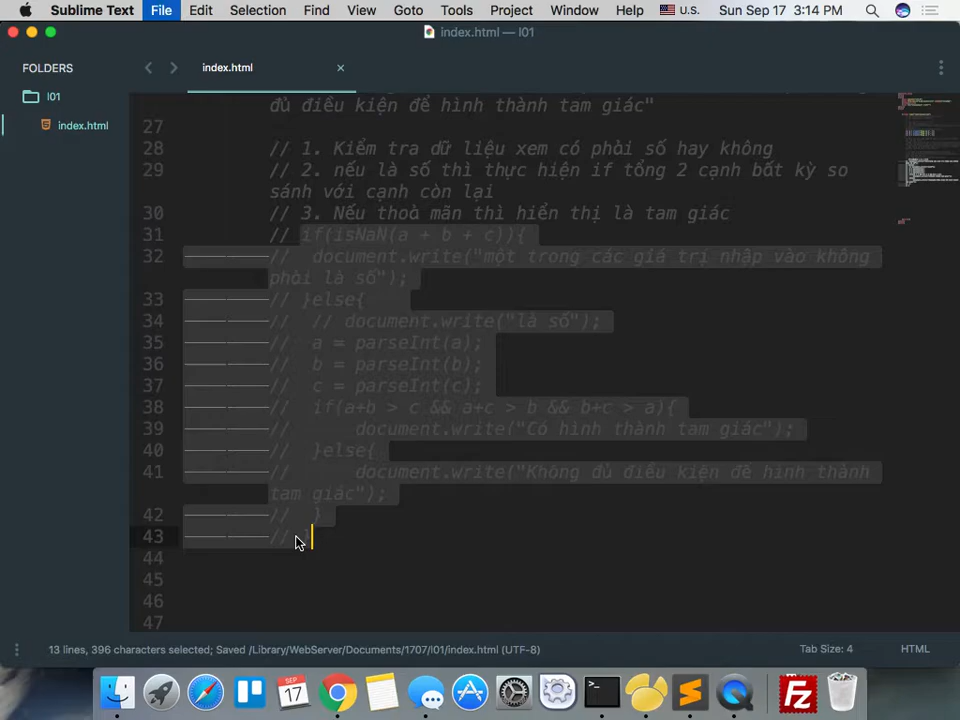 Sublime Text File Edit Selection Find View Goto Tools Project Window Help U.S. Sun Sep 17 3:14 PM
index.html — l01
FOLDERS
index.html
l01
index.html
đủ điều kiện để hình thành tam giác"
27
28 // 1. Kiểm tra dữ liệu xem có phải số hay không
29 // 2. nếu là số thì thực hiện if tổng 2 cạnh bất kỳ so
sánh với cạnh còn lại
30 // 3. Nếu thoả mãn thì hiển thị là tam giác
31 // if(isNaN(a + b + c)){
32 // document.write("một trong các giá trị nhập vào không
phải là số");
33 // }else{
34 // // document.write("là số");
35 // a = parseInt(a);
36 // b = parseInt(b);
37 // c = parseInt(c);
38 // if(a+b > c && a+c > b && b+c > a){
39 // document.write("Có hình thành tam giác");
40 // }else{
41 // document.write("Không đủ điều kiện để hình thành
tam giác");
42 // }
43 // }
44
45
46
47
13 lines, 396 characters selected; Saved /Library/WebServer/Documents/1707/l01/index.html (UTF-8) Tab Size: 4 HTML
SEP
17
Fz